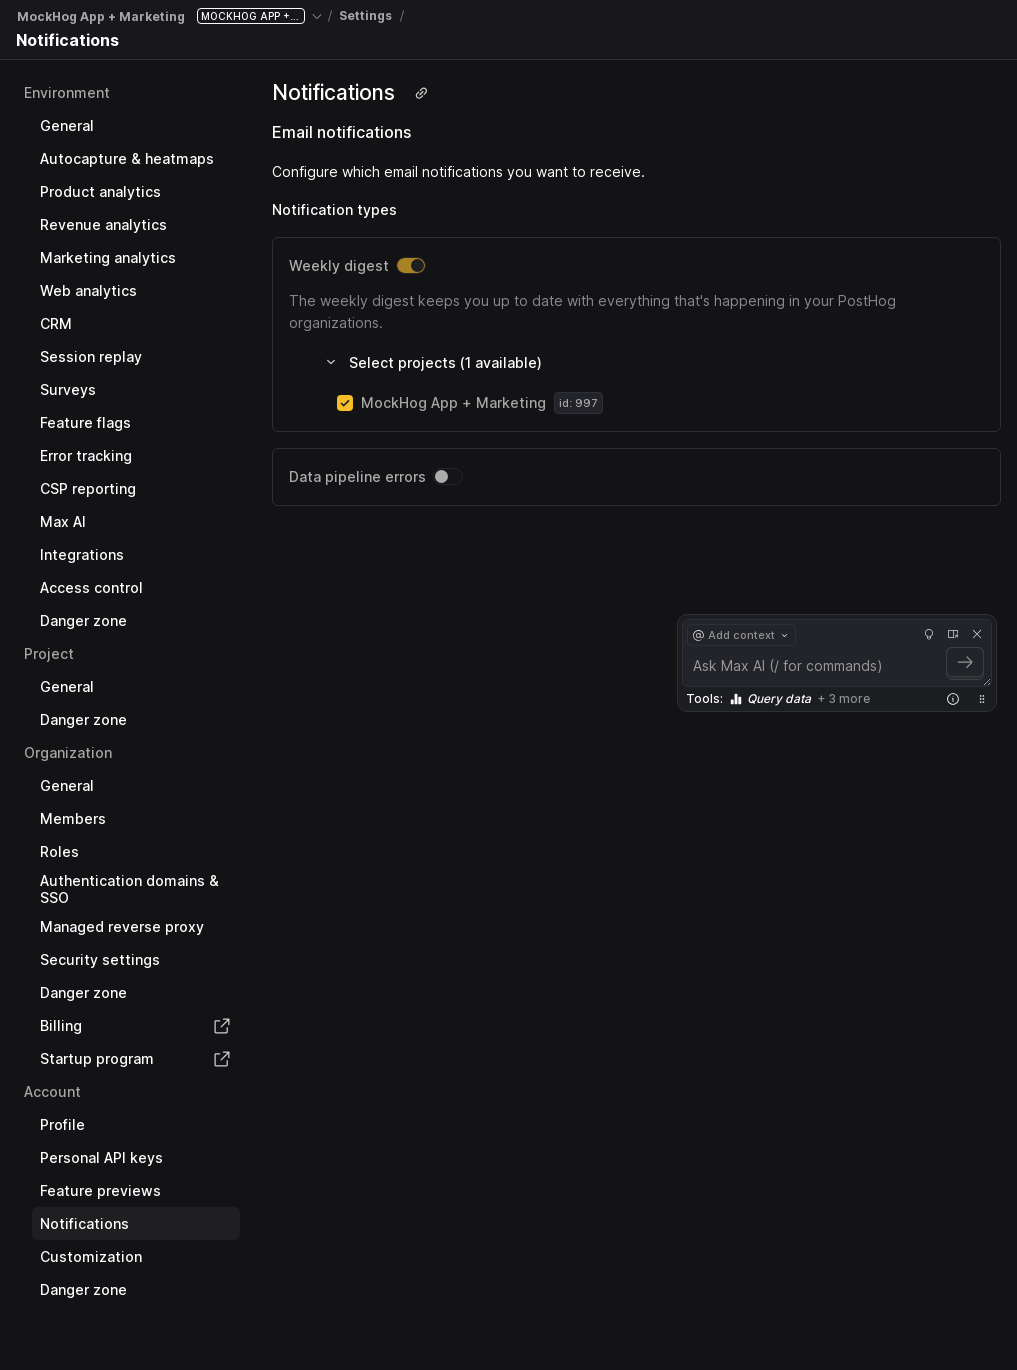 MockHog App + Marketing MOCKHOG APP +... / Settings /
Notifications
Environment
General
Autocapture & heatmaps
Product analytics
Revenue analytics
Marketing analytics
Web analytics
CRM
Session replay
Surveys
Feature flags
Error tracking
CSP reporting
Max AI
Integrations
Access control
Danger zone
Project
General
Danger zone
Organization
General
Members
Roles
Authentication domains &
SSO
Managed reverse proxy
Security settings
Danger zone
Billing
Startup program
Account
Profile
Personal API keys
Feature previews
Notifications
Customization
Danger zone
Notifications
Email notifications
Configure which email notifications you want to receive.
Notification types
Weekly digest
The weekly digest keeps you up to date with everything that's happening in your PostHog
organizations.
Select projects (1 available)
MockHog App + Marketing id: 997
Data pipeline errors
@ Add context
Ask Max AI (/ for commands)
Tools: Query data + 3 more